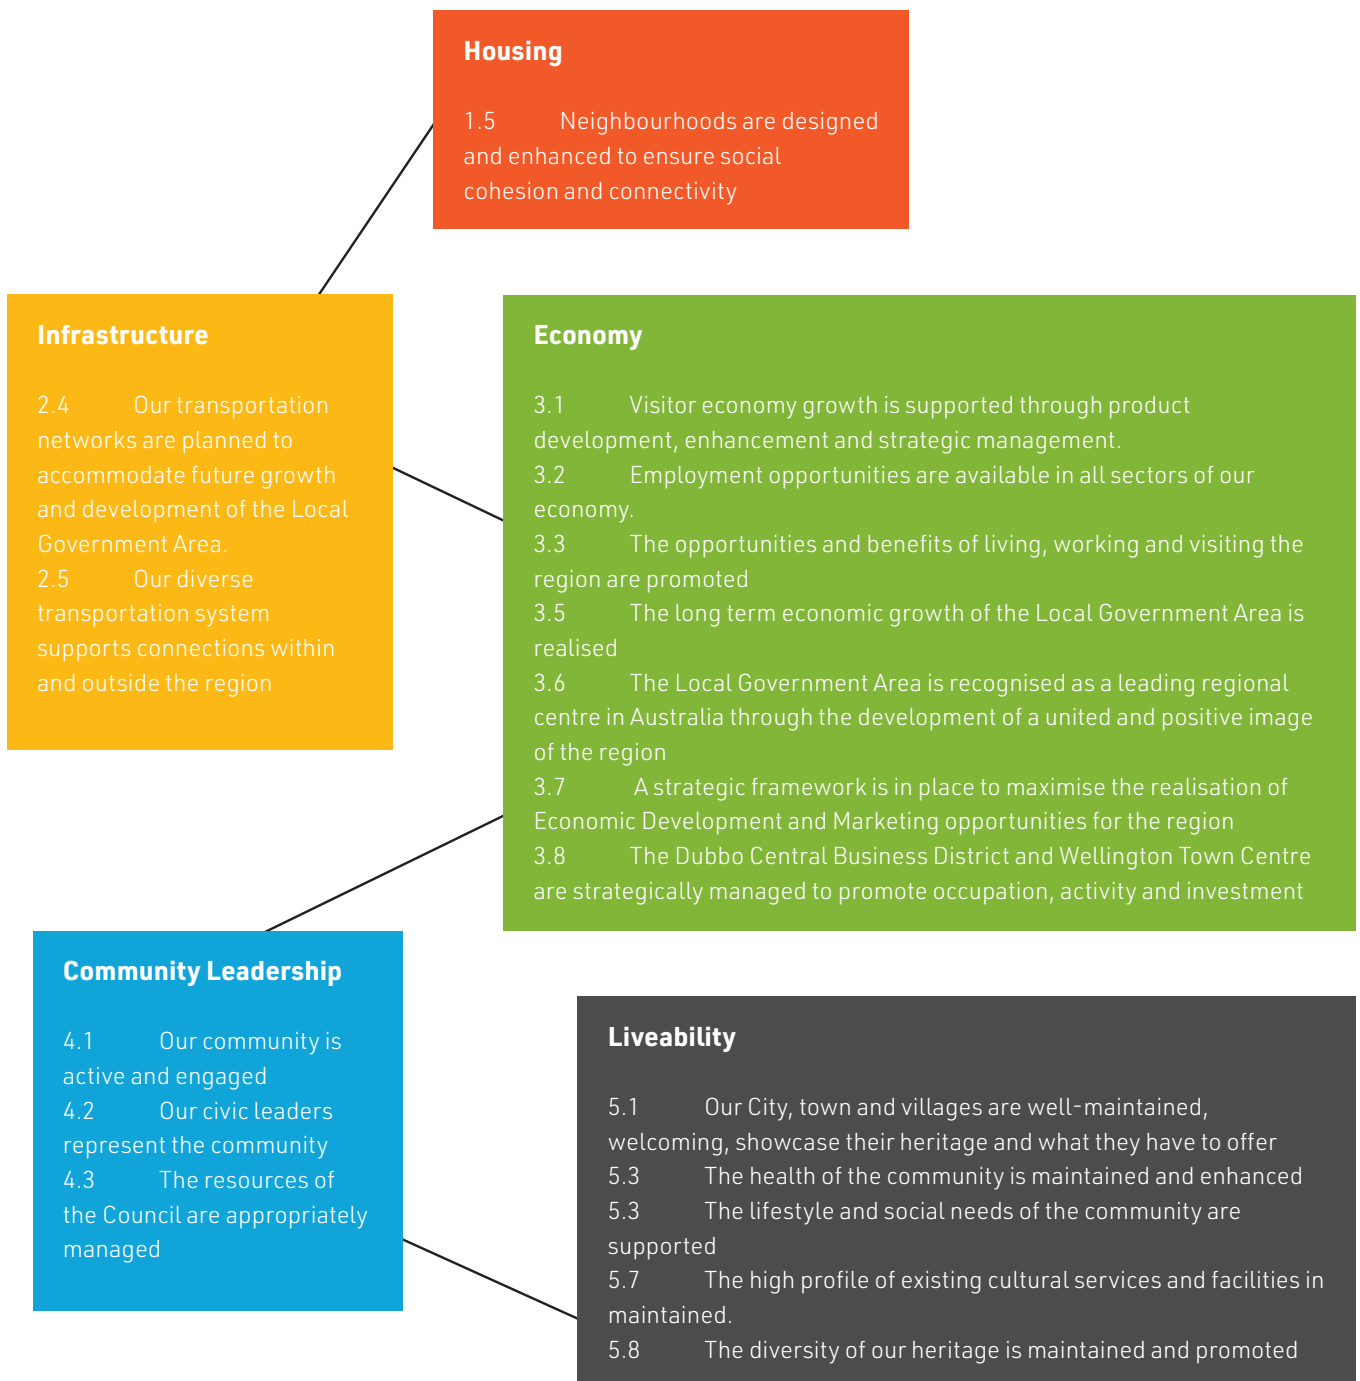 Housing
1.5 Neighbourhoods are designed
and enhanced to ensure social
cohesion and connectivity
Infrastructure
2.4 Our transportation
networks are planned to
accommodate future growth
and development of the Local
Government Area.
2.5 Our diverse
transportation system
supports connections within
and outside the region
Economy
3.1 Visitor economy growth is supported through product
development, enhancement and strategic management.
3.2 Employment opportunities are available in all sectors of our
economy.
3.3 The opportunities and benefits of living, working and visiting the
region are promoted
3.5 The long term economic growth of the Local Government Area is
realised
3.6 The Local Government Area is recognised as a leading regional
centre in Australia through the development of a united and positive image
of the region
3.7 A strategic framework is in place to maximise the realisation of
Economic Development and Marketing opportunities for the region
3.8 The Dubbo Central Business District and Wellington Town Centre
are strategically managed to promote occupation, activity and investment
Community Leadership
4.1 Our community is
active and engaged
4.2 Our civic leaders
represent the community
4.3 The resources of
the Council are appropriately
managed
Liveability
5.1 Our City, town and villages are well-maintained,
welcoming, showcase their heritage and what they have to offer
5.3 The health of the community is maintained and enhanced
5.3 The lifestyle and social needs of the community are
supported
5.7 The high profile of existing cultural services and facilities in
maintained.
5.8 The diversity of our heritage is maintained and promoted